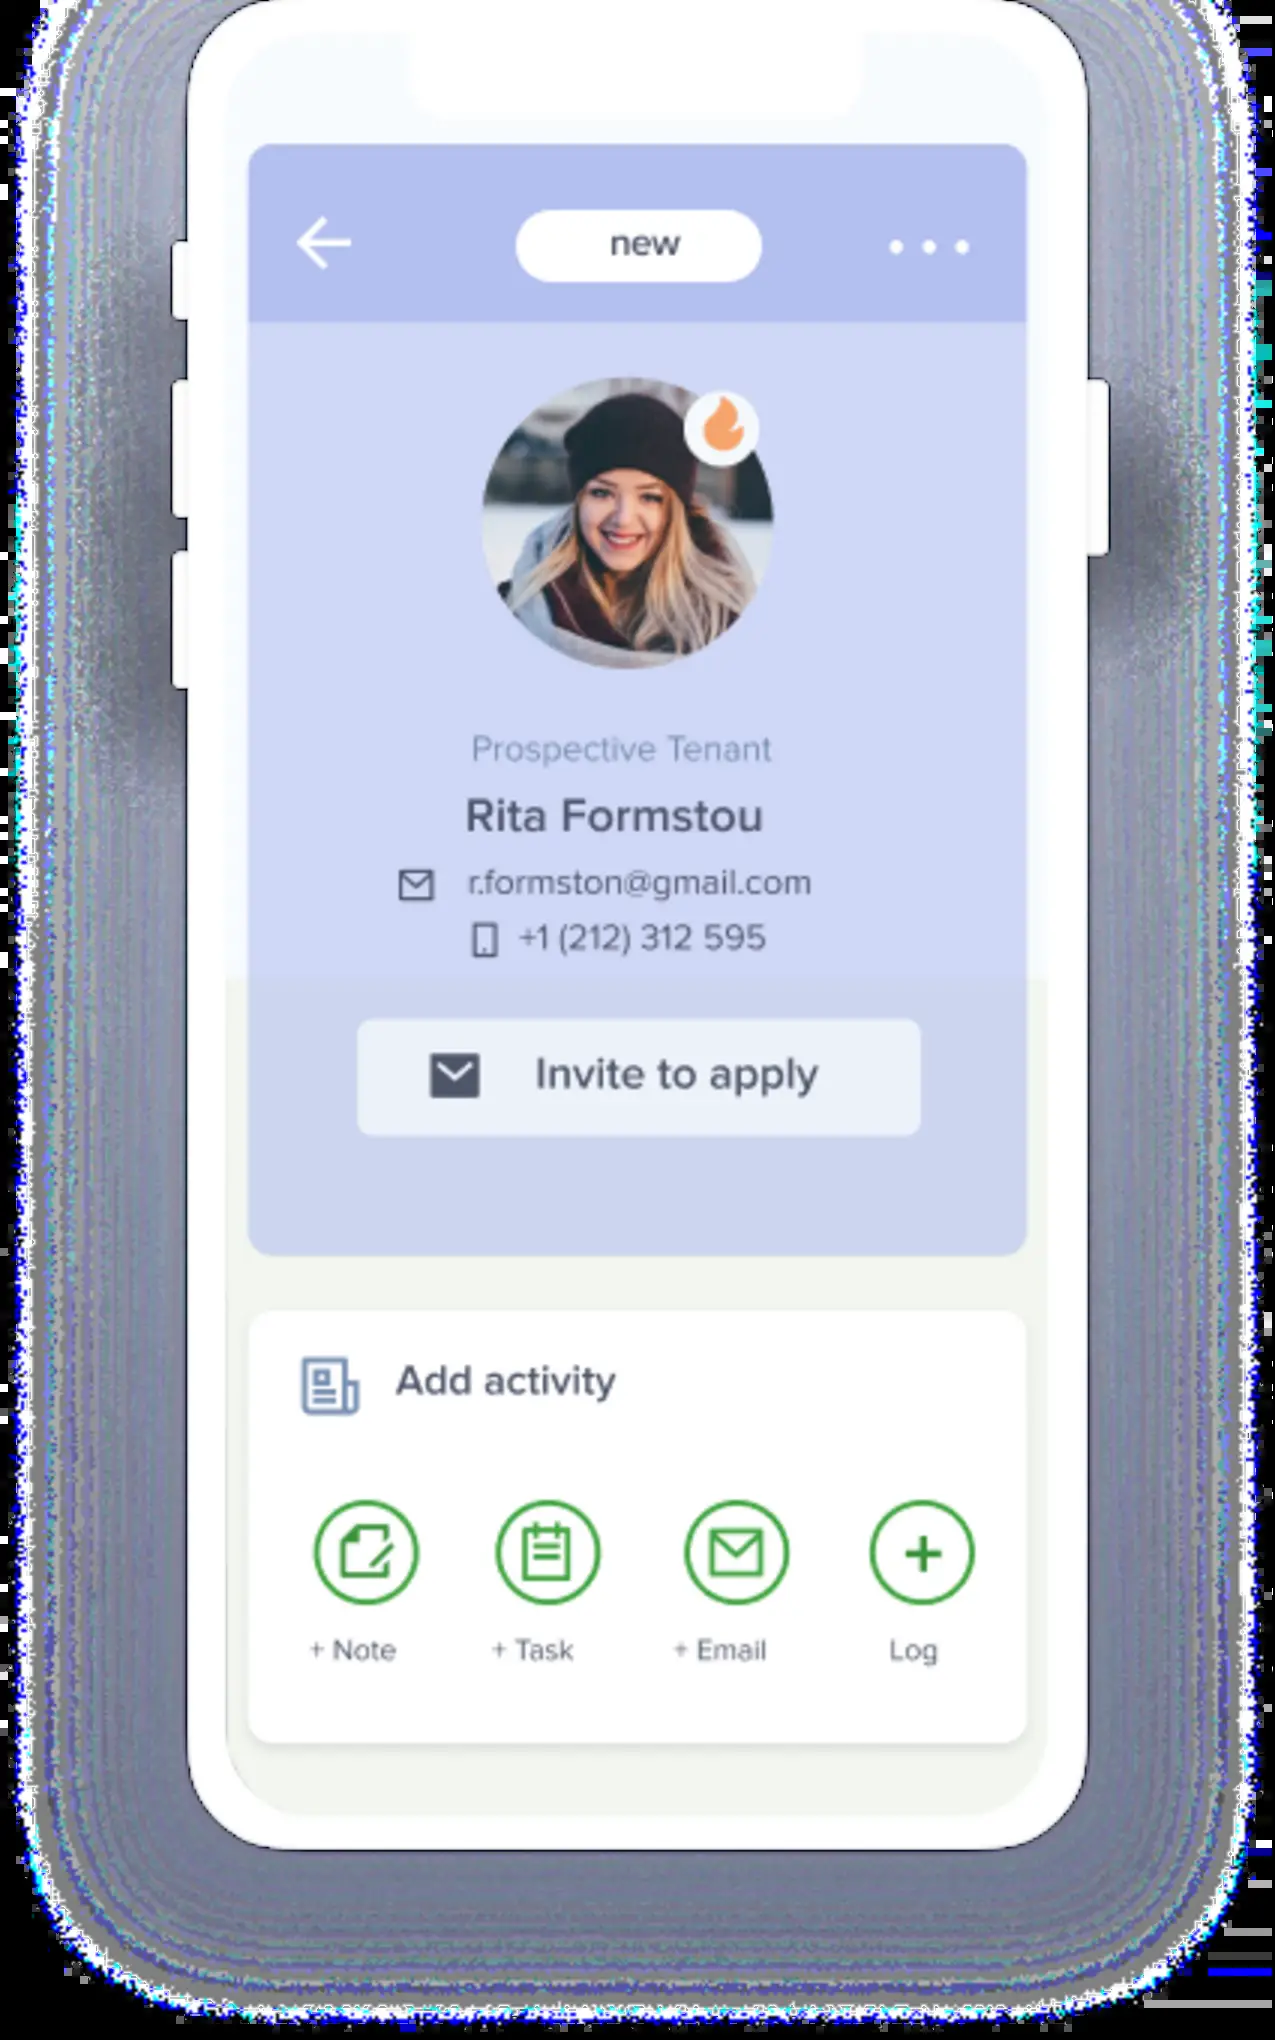 new
Prospective Tenant
Rita Formstou
r.formston@gmail.com
+1 (212) 312 595
Invite to apply
Add activity
+ Note
+ Task
+ Email
Log